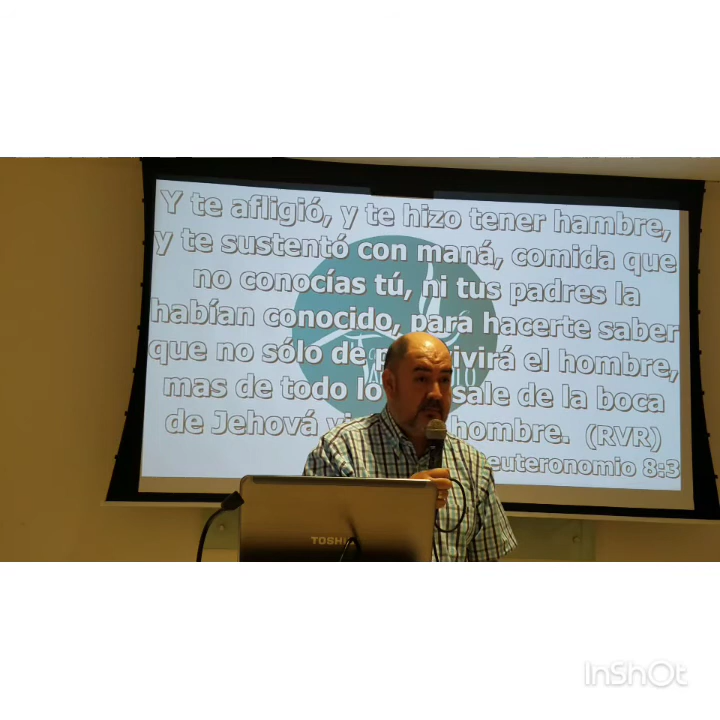 Y te afligió, y te hizo tener hambre,
y te sustentó con maná, comida que
no conocías tú, ni tus padres la
habían conocido, para hacerte saber
que no sólo de vivirá el hombre,
mas de todo lo sale de la boca
de Jehová hombre. (RVR)
euteronomio 8:3
TOSH
InShOt